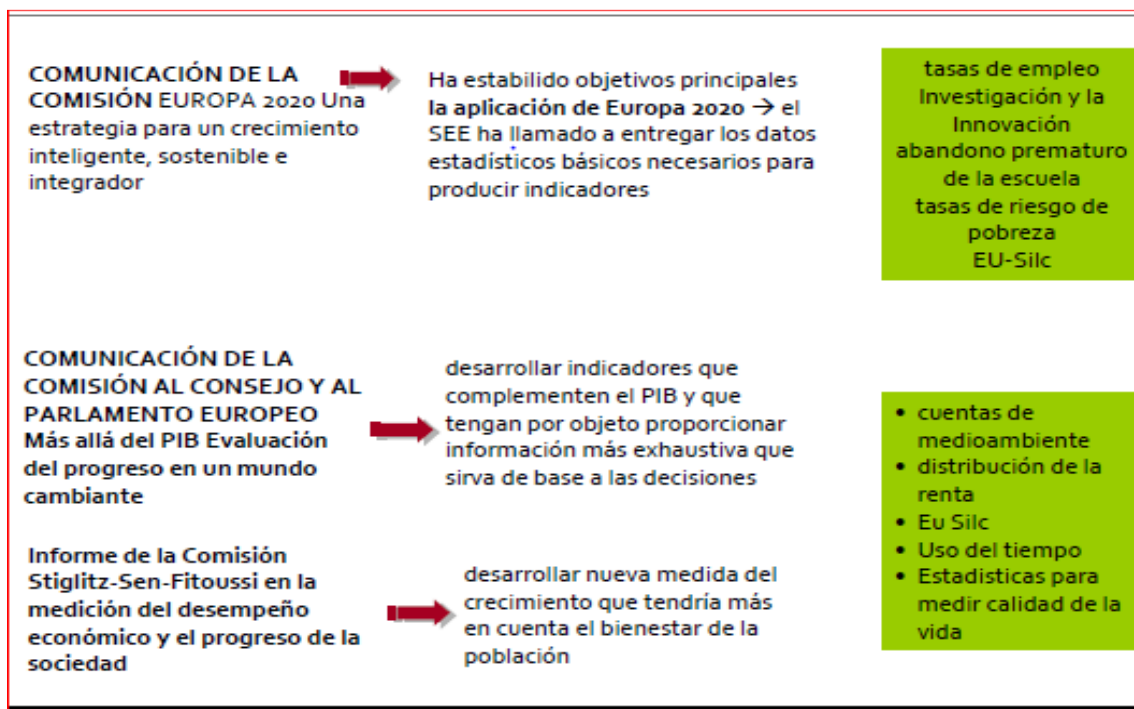 COMUNICACIÓN DE LA
COMISIÓN EUROPA 2020 Una
estrategia para un crecimiento
inteligente, sostenible e
integrador
Ha estabilido objetivos principales
la aplicación de Europa 2020 → el
SEE ha llamado a entregar los datos
estadísticos básicos necesarios para
producir indicadores
tasas de empleo
Investigación y la
Innovación
abandono prematuro
de la escuela
tasas de riesgo de
pobreza
EU-Silc
COMUNICACIÓN DE LA
COMISIÓN AL CONSEJO Y AL
PARLAMENTO EUROPEO
Más allá del PIB Evaluación
del progreso en un mundo
cambiante
desarrollar indicadores que
complementen el PIB y que
tengan por objeto proporcionar
información más exhaustiva que
sirva de base a las decisiones
Informe de la Comisión
Stiglitz-Sen-Fitoussi en la
medición del desempeño
económico y el progreso de la
sociedad
desarrollar nueva medida del
crecimiento que tendría más
en cuenta el bienestar de la
población
• cuentas de
medioambiente
• distribución de la
renta
• Eu Silc
• Uso del tiempo
• Estadisticas para
medir calidad de la
vida